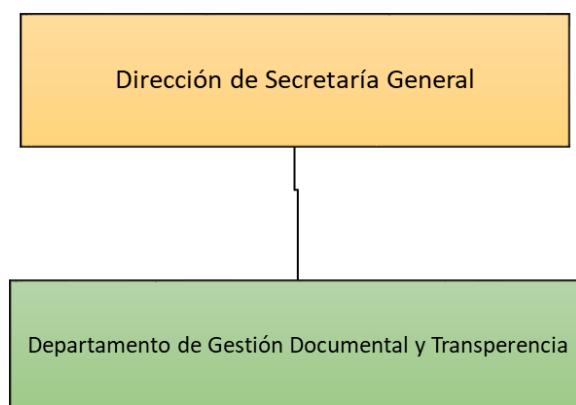 Dirección de Secretaría General
Departamento de Gestión Documental y Transperencia